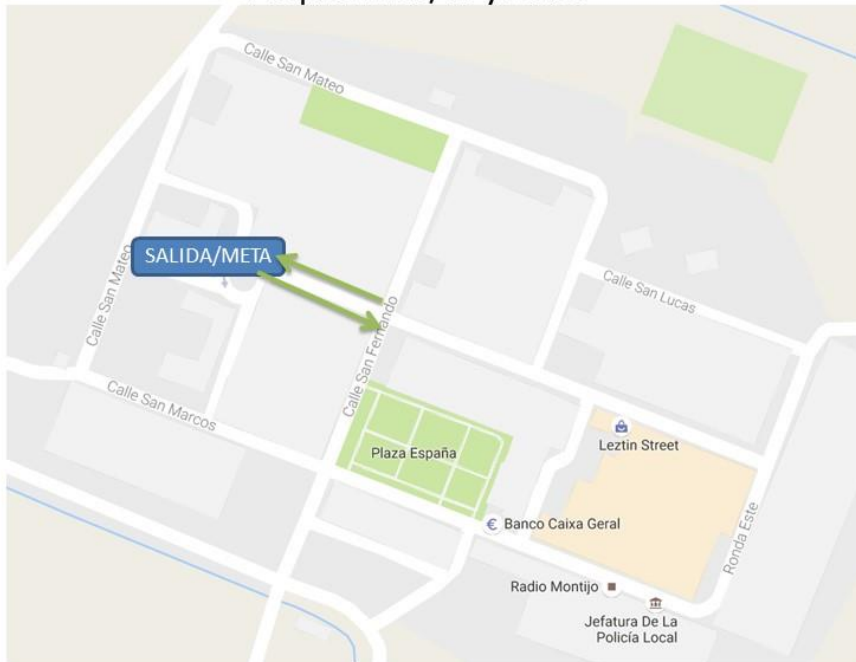 Calle San Mateo
SALIDA/META
Calle San Mateo
Calle San Lucas
Calle San Fernando
Calle San Marcos
Plaza España
Leztin Street
Banco Caixa Geral
Ronda Este
Radio Montijo
Jefatura De La
Policía Local